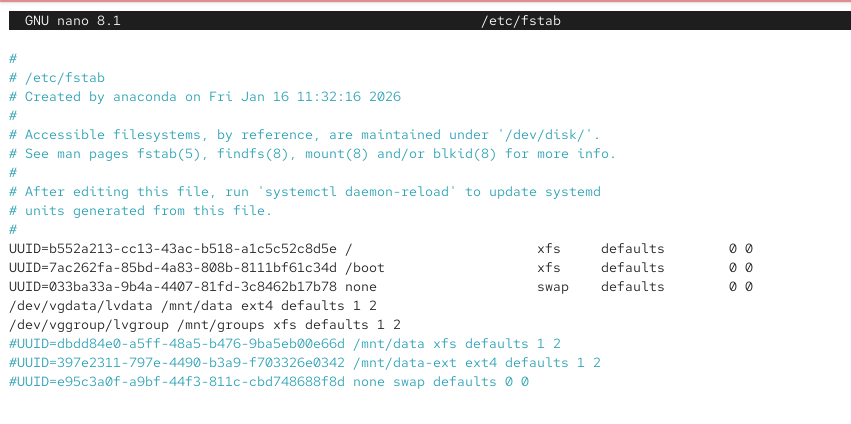 GNU nano 8.1 /etc/fstab
#
# /etc/fstab
# Created by anaconda on Fri Jan 16 11:32:16 2026
#
# Accessible filesystems, by reference, are maintained under '/dev/disk/'.
# See man pages fstab(5), findfs(8), mount(8) and/or blkid(8) for more info.
#
# After editing this file, run 'systemctl daemon-reload' to update systemd
# units generated from this file.
#
UUID=b552a213-cc13-43ac-b518-a1c5c52c8d5e / xfs defaults 0 0
UUID=7ac262fa-85bd-4a83-808b-8111bf61c34d /boot xfs defaults 0 0
UUID=033ba33a-9b4a-4407-81fd-3c8462b17b78 none swap defaults 0 0
/dev/vgdata/lvdata /mnt/data ext4 defaults 1 2
/dev/vggroup/lvgroup /mnt/groups xfs defaults 1 2
#UUID=dbdd84e0-a5ff-48a5-b476-9ba5eb00e66d /mnt/data xfs defaults 1 2
#UUID=397e2311-797e-4490-b3a9-f703326e0342 /mnt/data-ext ext4 defaults 1 2
#UUID=e95c3a0f-a9bf-44f3-811c-cbd748688f8d none swap defaults 0 0